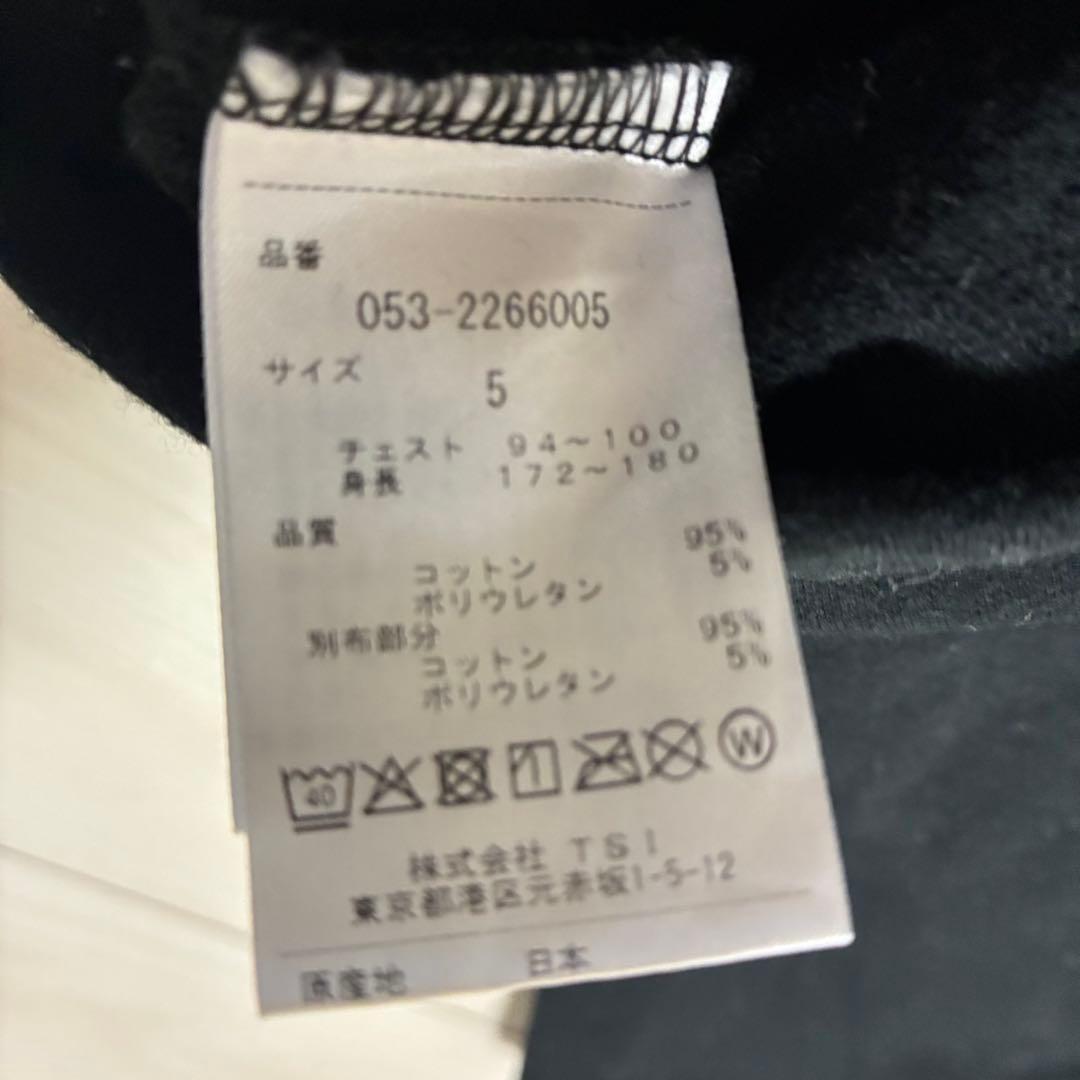 品番
053-2266005
サイズ 5
チェスト 94~100
身長 172~180
品質
コットン 95%
ポリウレタン 5%
別布部分
コットン 95%
ポリウレタン 5%
40 1 W
株式会社 TSI
東京都港区元赤坂1-5-12
原産地 日本